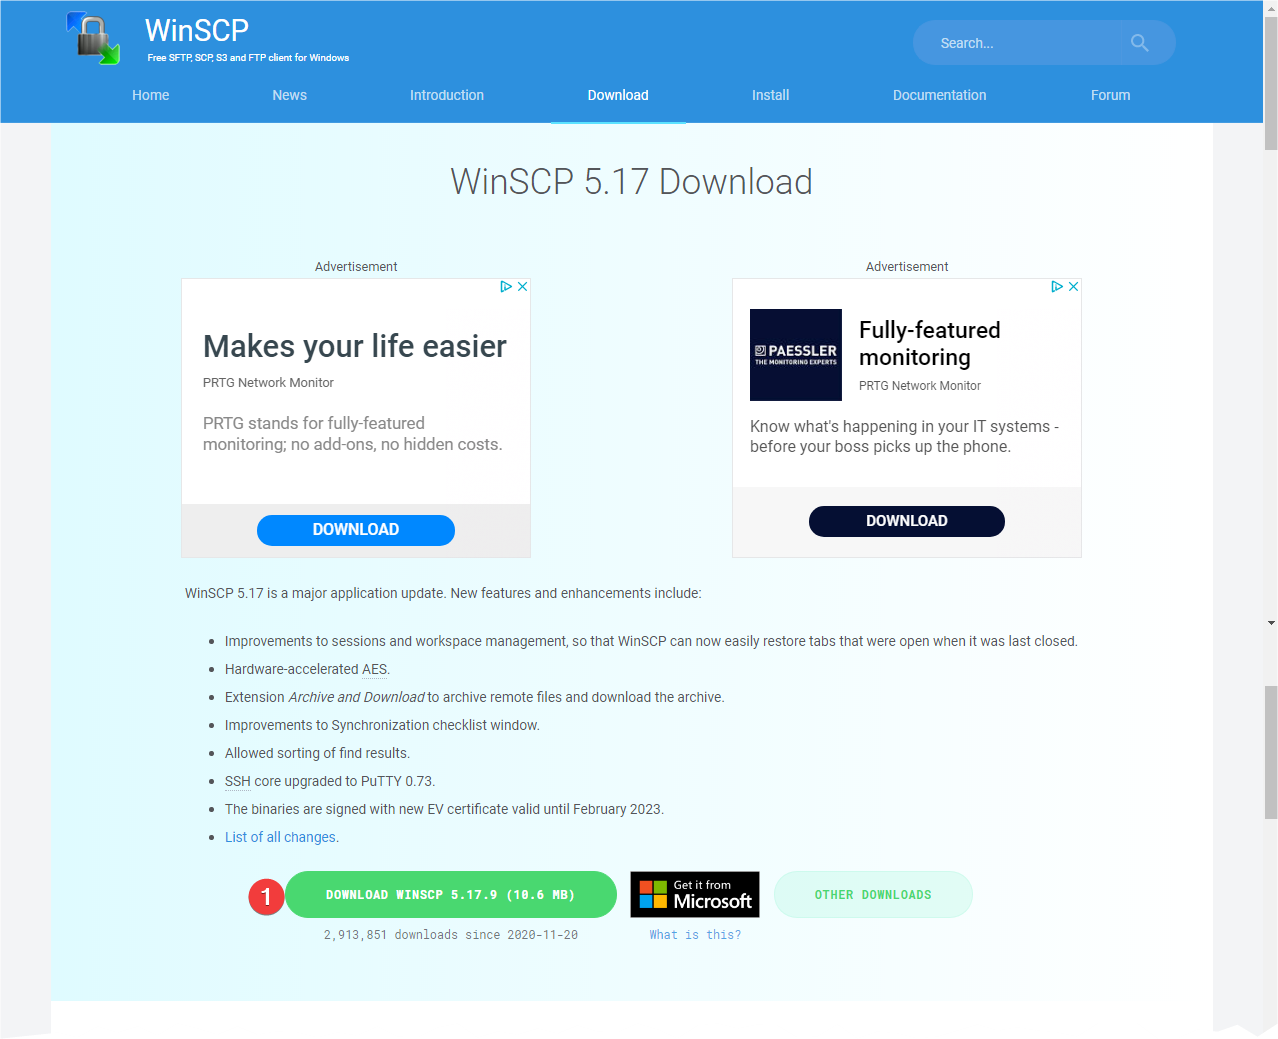 WinSCP
Free SFTP, SCP, S3 and FTP client for Windows
Search...
Home
News
Introduction
Download
Install
Documentation
Forum
WinSCP 5.17 Download
Advertisement
Makes your life easier
PRTG Network Monitor
PRTG stands for fully-featured
monitoring; no add-ons, no hidden costs.
DOWNLOAD
Advertisement
PAESSLER
THE MONITORING EXPERTS
Fully-featured
monitoring
PRTG Network Monitor
Know what's happening in your IT systems -
before your boss picks up the phone.
DOWNLOAD
WinSCP 5.17 is a major application update. New features and enhancements include:
Improvements to sessions and workspace management, so that WinSCP can now easily restore tabs that were open when it was last closed.
Hardware-accelerated AES.
Extension Archive and Download to archive remote files and download the archive.
Improvements to Synchronization checklist window.
Allowed sorting of find results.
SSH core upgraded to PuTTY 0.73.
The binaries are signed with new EV certificate valid until February 2023.
List of all changes.
1
DOWNLOAD WINSCP 5.17.9 (10.6 MB)
2,913,851 downloads since 2020-11-20
Get it from
Microsoft
What is this?
OTHER DOWNLOADS